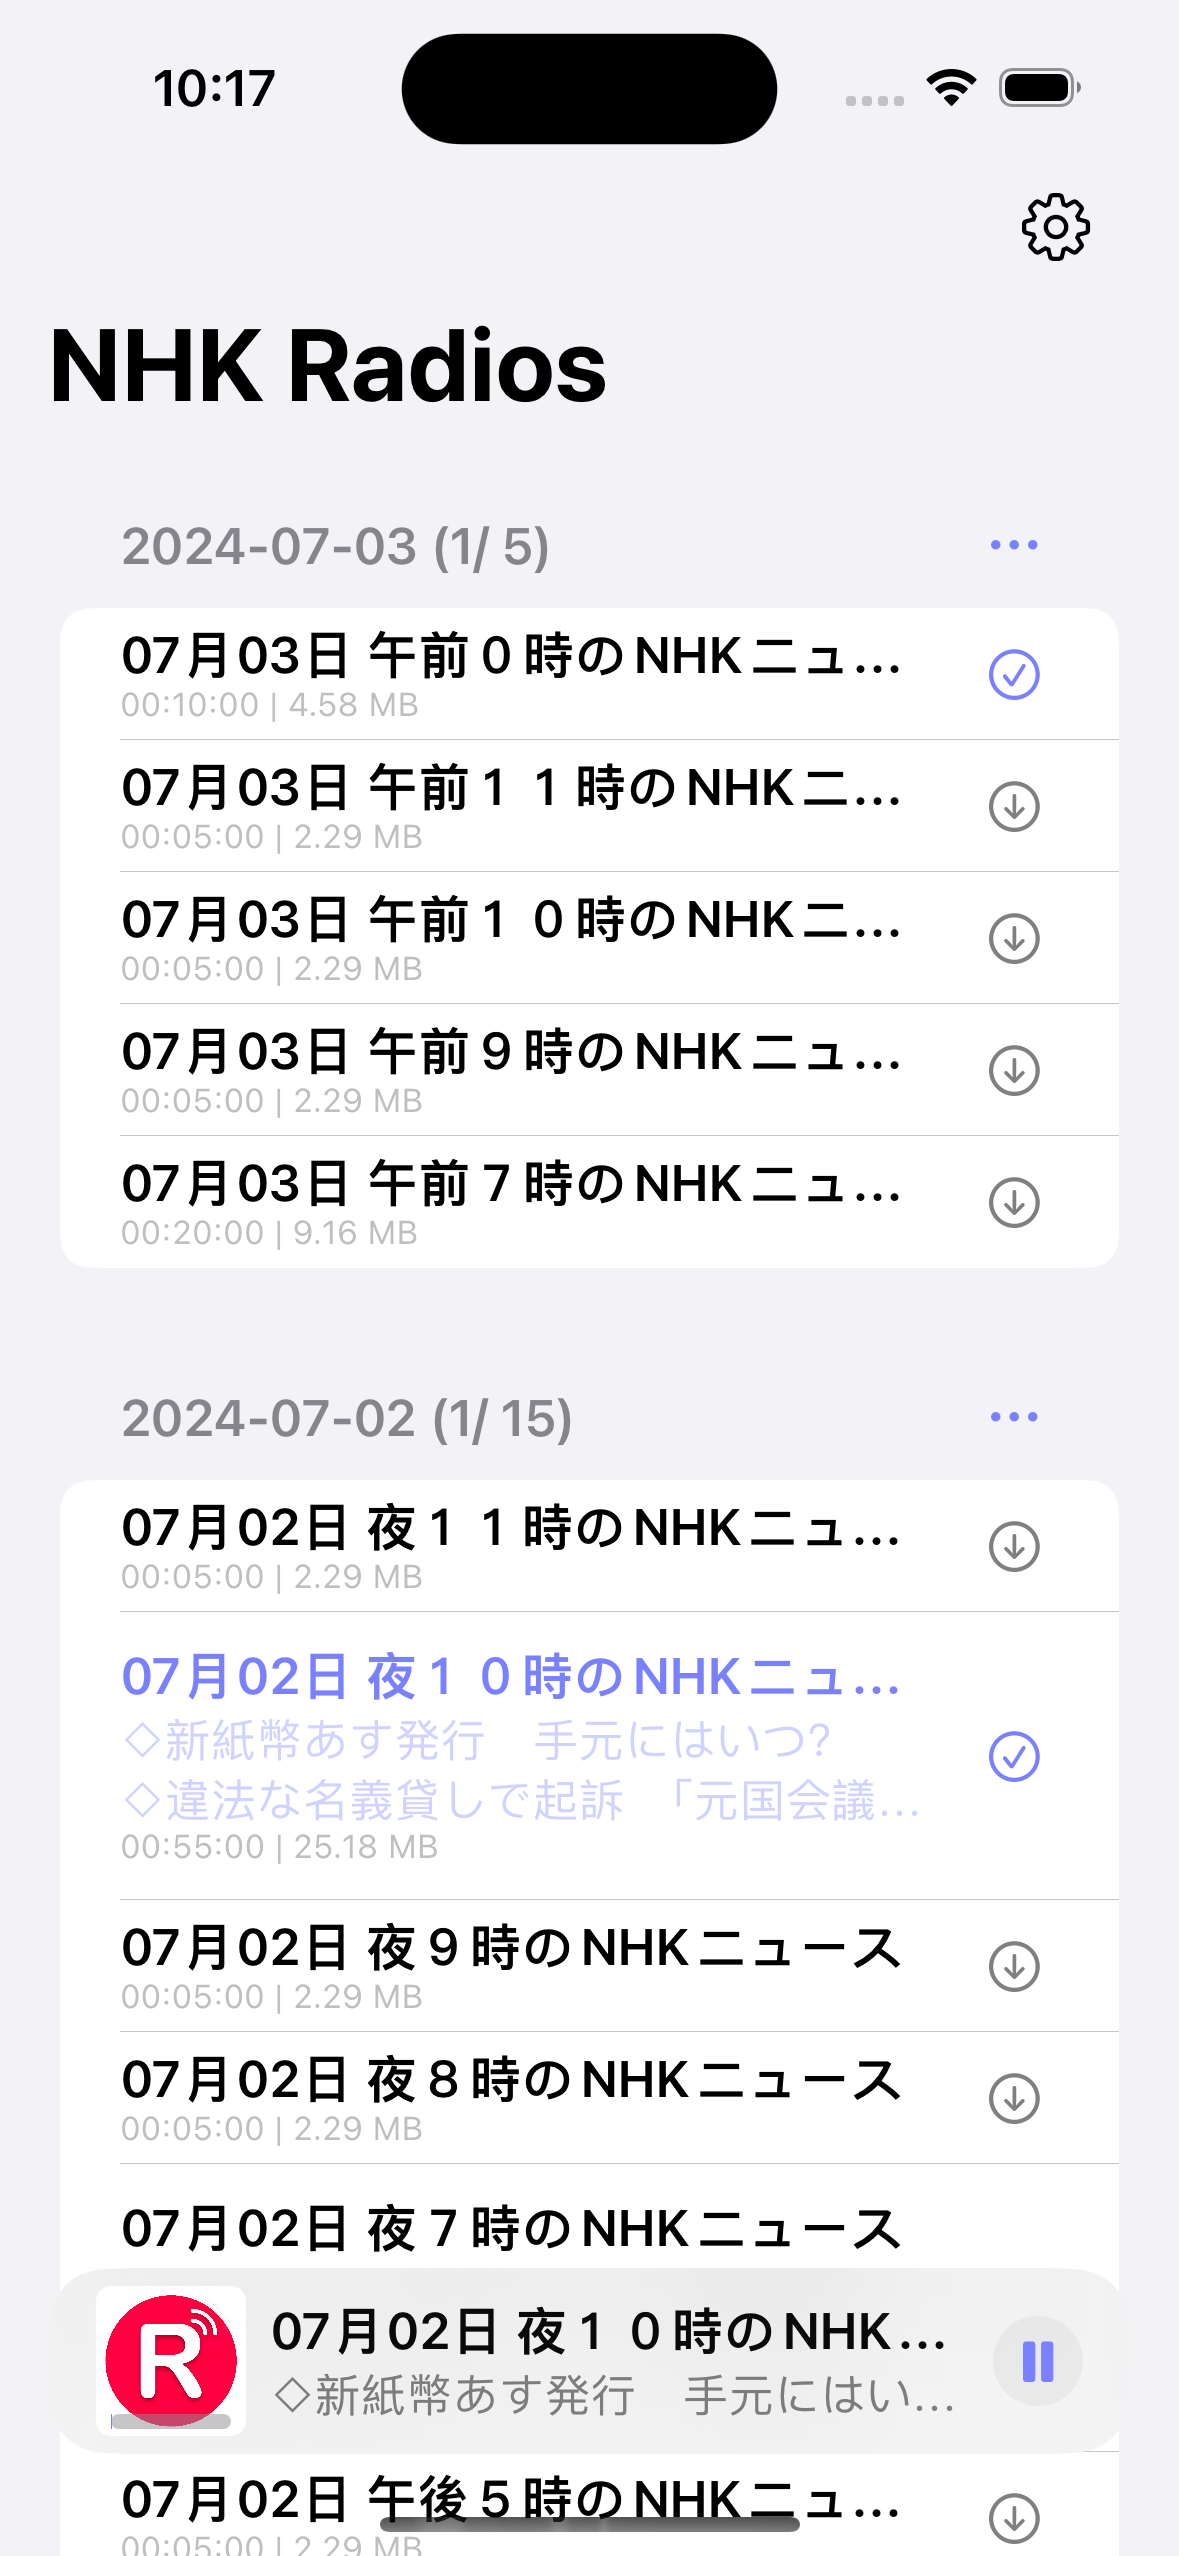 10:17
NHK Radios
2024-07-03 (1/ 5)
07月03日 午前０時のNHKニュ...
00:10:00 | 4.58 MB
07月03日 午前１１時のNHKニ...
00:05:00 | 2.29 MB
07月03日 午前１０時のNHKニ...
00:05:00 | 2.29 MB
07月03日 午前９時のNHKニュ...
00:05:00 | 2.29 MB
07月03日 午前７時のNHKニュ...
00:20:00 | 9.16 MB
2024-07-02 (1/ 15)
07月02日 夜１１時のNHKニュ...
00:05:00 | 2.29 MB
07月02日 夜１０時のNHKニュ...
◇新紙幣あす発行　手元にはいつ?
◇違法な名義貸しで起訴　「元国会議...
00:55:00 | 25.18 MB
07月02日 夜９時のNHKニュース
00:05:00 | 2.29 MB
07月02日 夜８時のNHKニュース
00:05:00 | 2.29 MB
07月02日 夜７時のNHKニュース
R
07月02日 夜１０時のNHK...
◇新紙幣あす発行　手元にはい...
07月02日 午後５時のNHKニュ...
00:05:00 | 2.29 MB